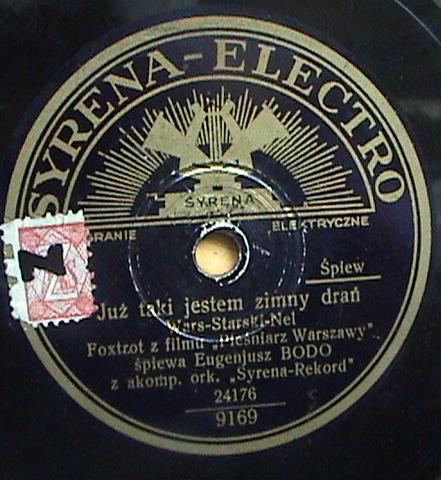 SYRENA-ELECTRO
SYRENA
GRANIE ELEKTRYCZNE
Śpiew
Już taki jestem zimny drań
Wars-Starski-Nel
Foxtrot z filmu „Pieśniarz Warszawy".
śpiewa Eugenjusz BODO
z akomp. ork. „Syrena-Rekord"
24176
9169